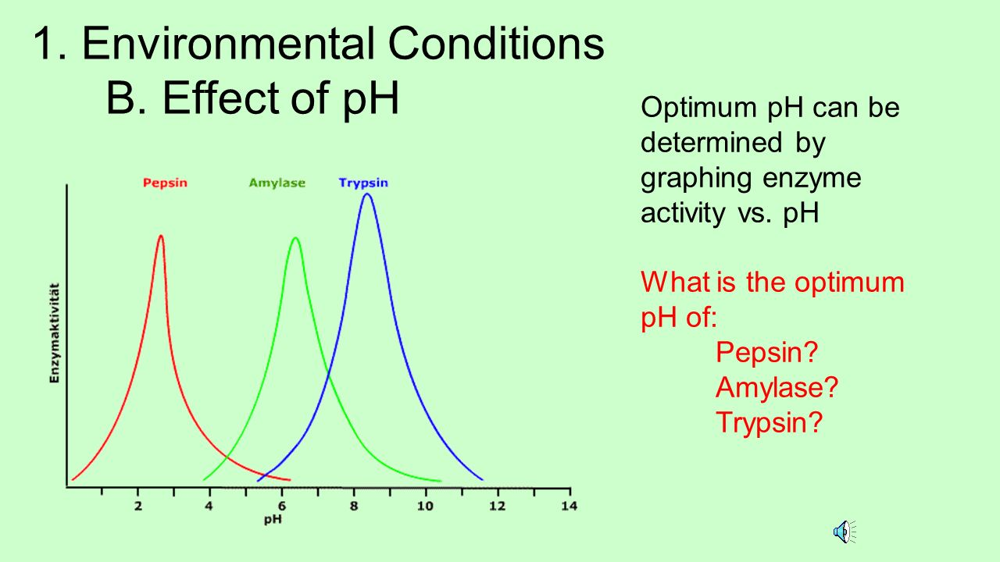 1. Environmental Conditions
B. Effect of pH
Optimum pH can be
determined by
graphing enzyme
activity vs. pH
What is the optimum
pH of:
Pepsin?
Amylase?
Trypsin?
Pepsin Amylase Trypsin
Enzymaktivität
2 4 6 8 10 12 14
pH